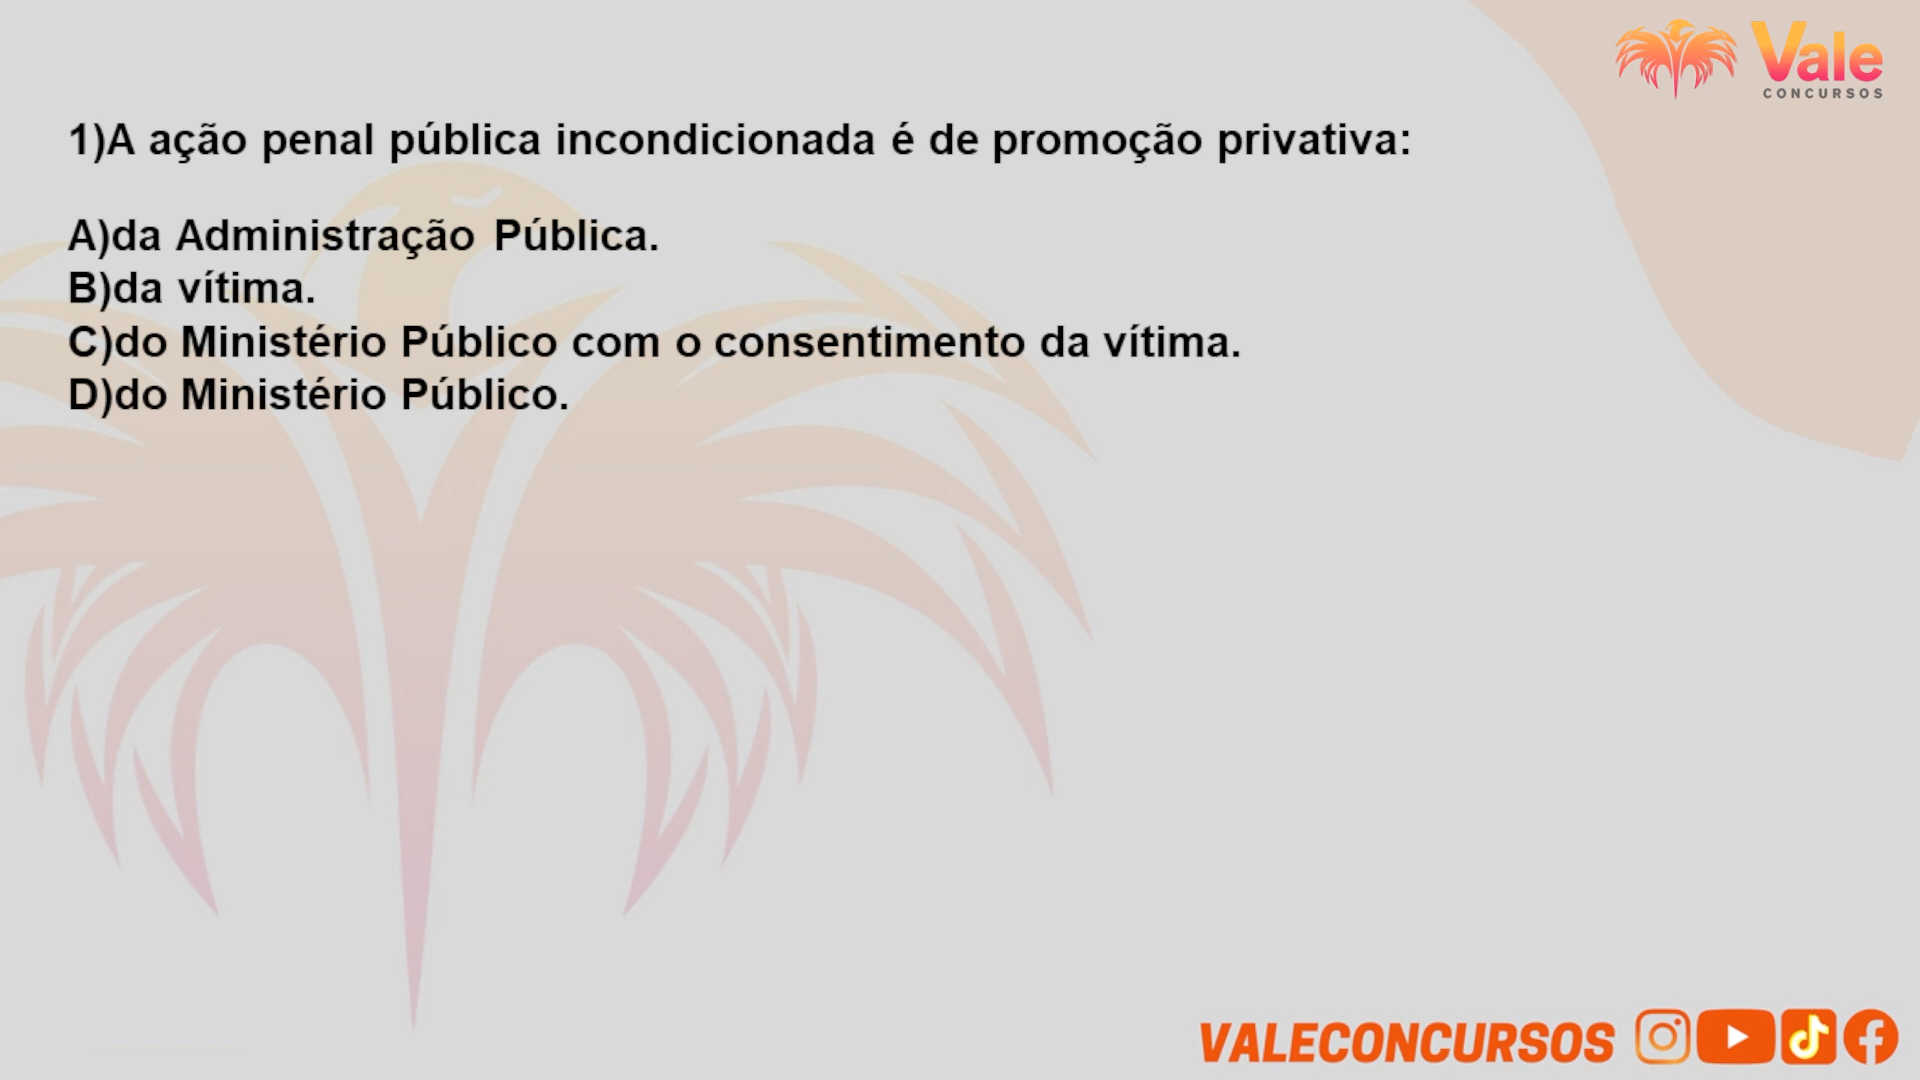 Vale
CONCURSOS
1)A ação penal pública incondicionada é de promoção privativa:
A)da Administração Pública.
B)da vítima.
C)do Ministério Público com o consentimento da vítima.
D)do Ministério Público.
VALECONCURSOS